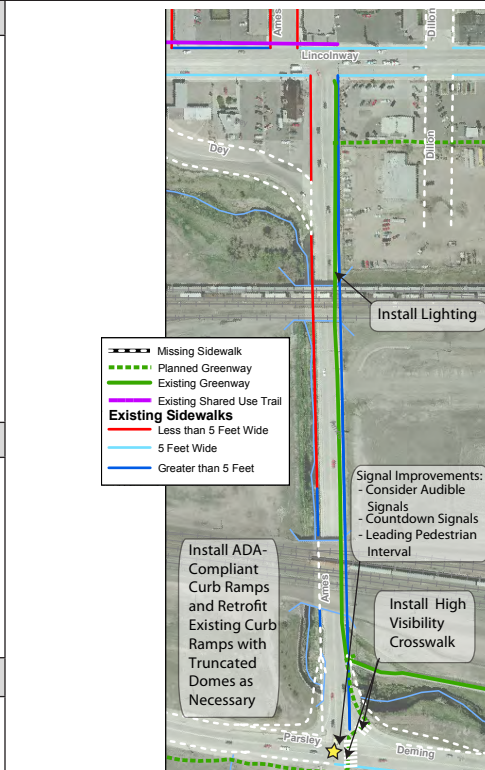 Ames
Dillon
Lincolnway
Dillon
Dey
Install Lighting
Missing Sidewalk
Planned Greenway
Existing Greenway
Existing Shared Use Trail
Existing Sidewalks
Less than 5 Feet Wide
5 Feet Wide
Greater than 5 Feet
Signal Improvements:
- Consider Audible
Signals
- Countdown Signals
- Leading Pedestrian
Interval
Install ADA-
Compliant
Curb Ramps
and Retrofit
Existing Curb
Ramps with
Truncated
Domes as
Necessary
Ames
Install High
Visibility
Crosswalk
Parsley
Deming